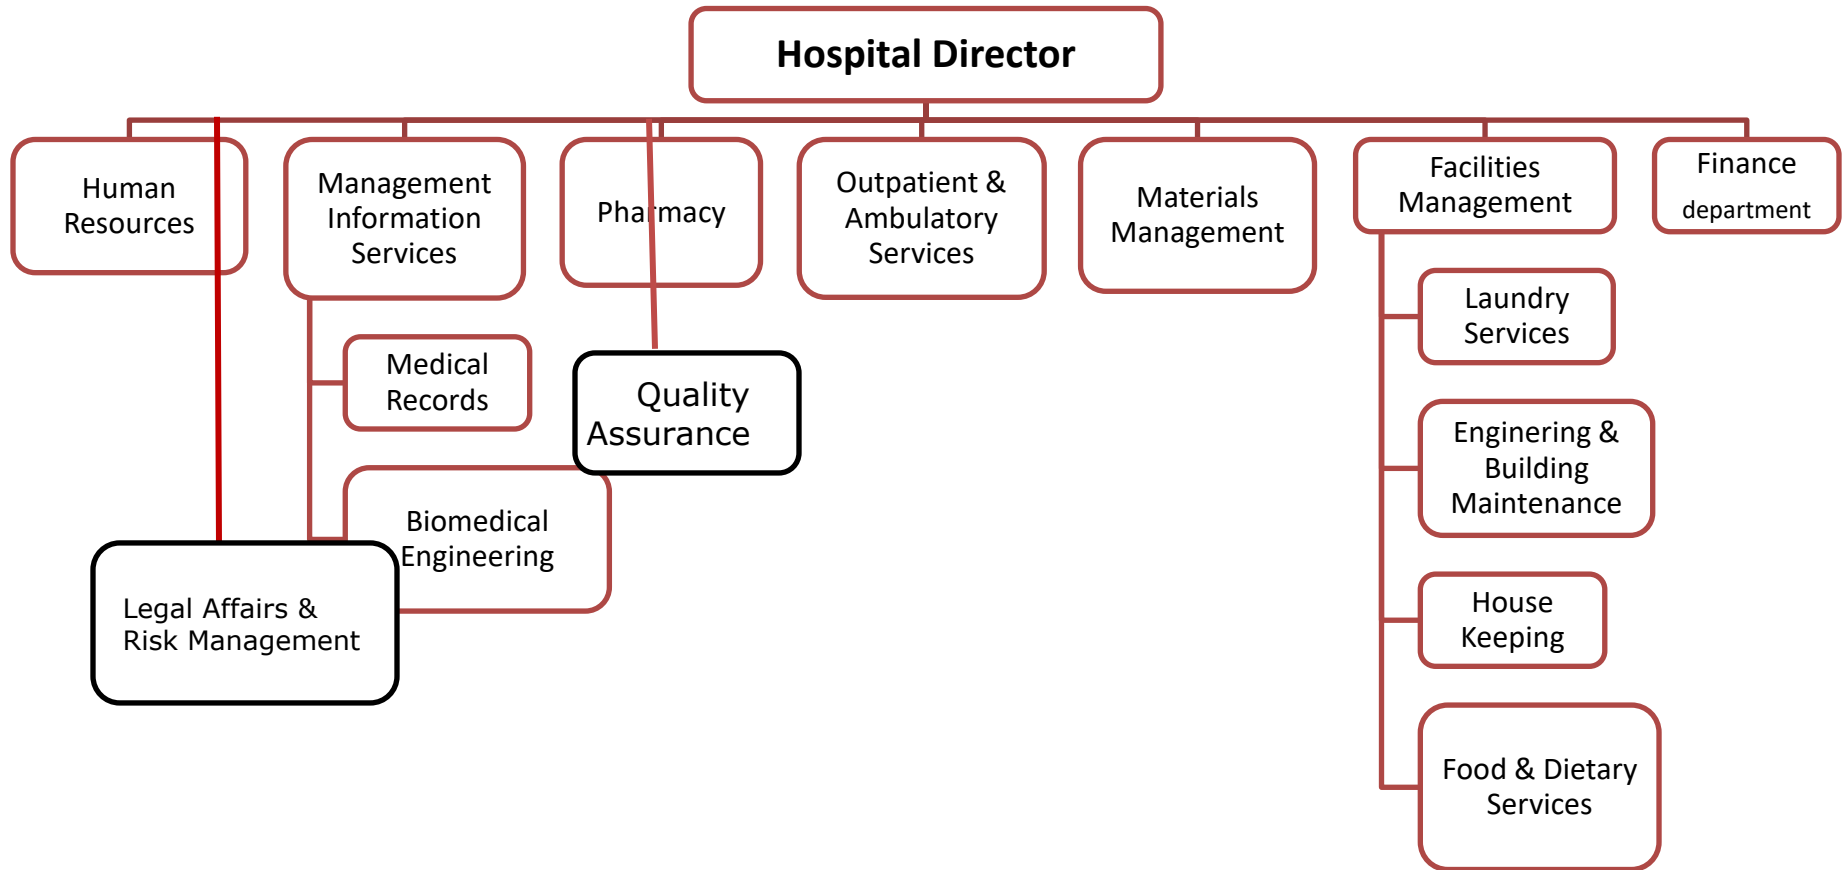 Hospital Director
Human
Resources
Management
Information
Services
Pharmacy
Outpatient &
Ambulatory
Services
Materials
Management
Facilities
Management
Finance
department
Medical
Records
Biomedical
Engineering
Quality
Assurance
Legal Affairs &
Risk Management
Laundry
Services
Enginering &
Building
Maintenance
House
Keeping
Food & Dietary
Services